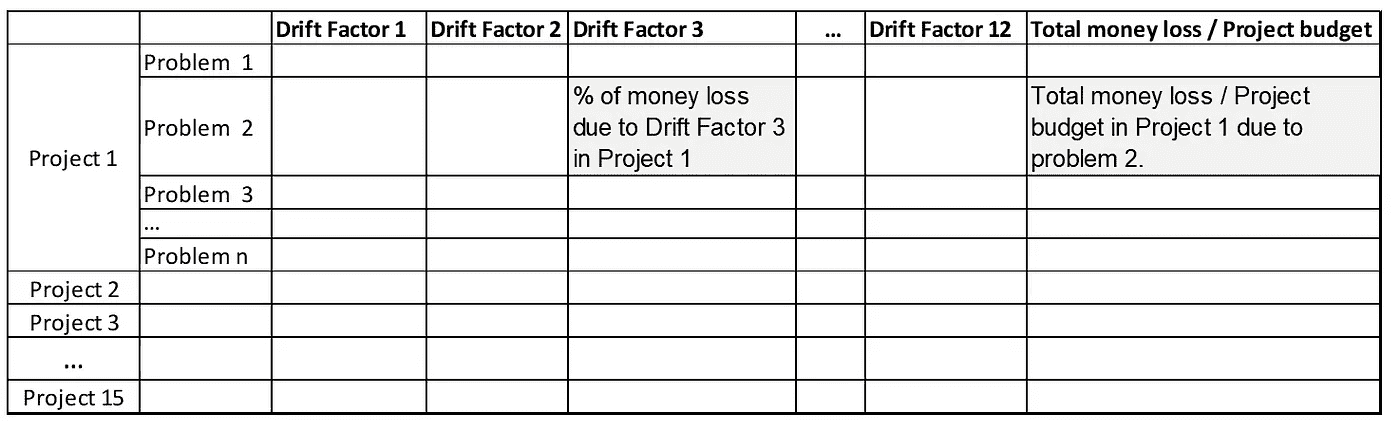 Drift Factor 1 Drift Factor 2 Drift Factor 3 ... Drift Factor 12 Total money loss / Project budget
Problem  1
% of money loss
due to Drift Factor 3
in Project 1
Total money loss / Project
budget in Project 1 due to
problem 2.
Problem  2
Project 1
Problem  3
...
Problem n
Project 2
Project 3
...
Project 15